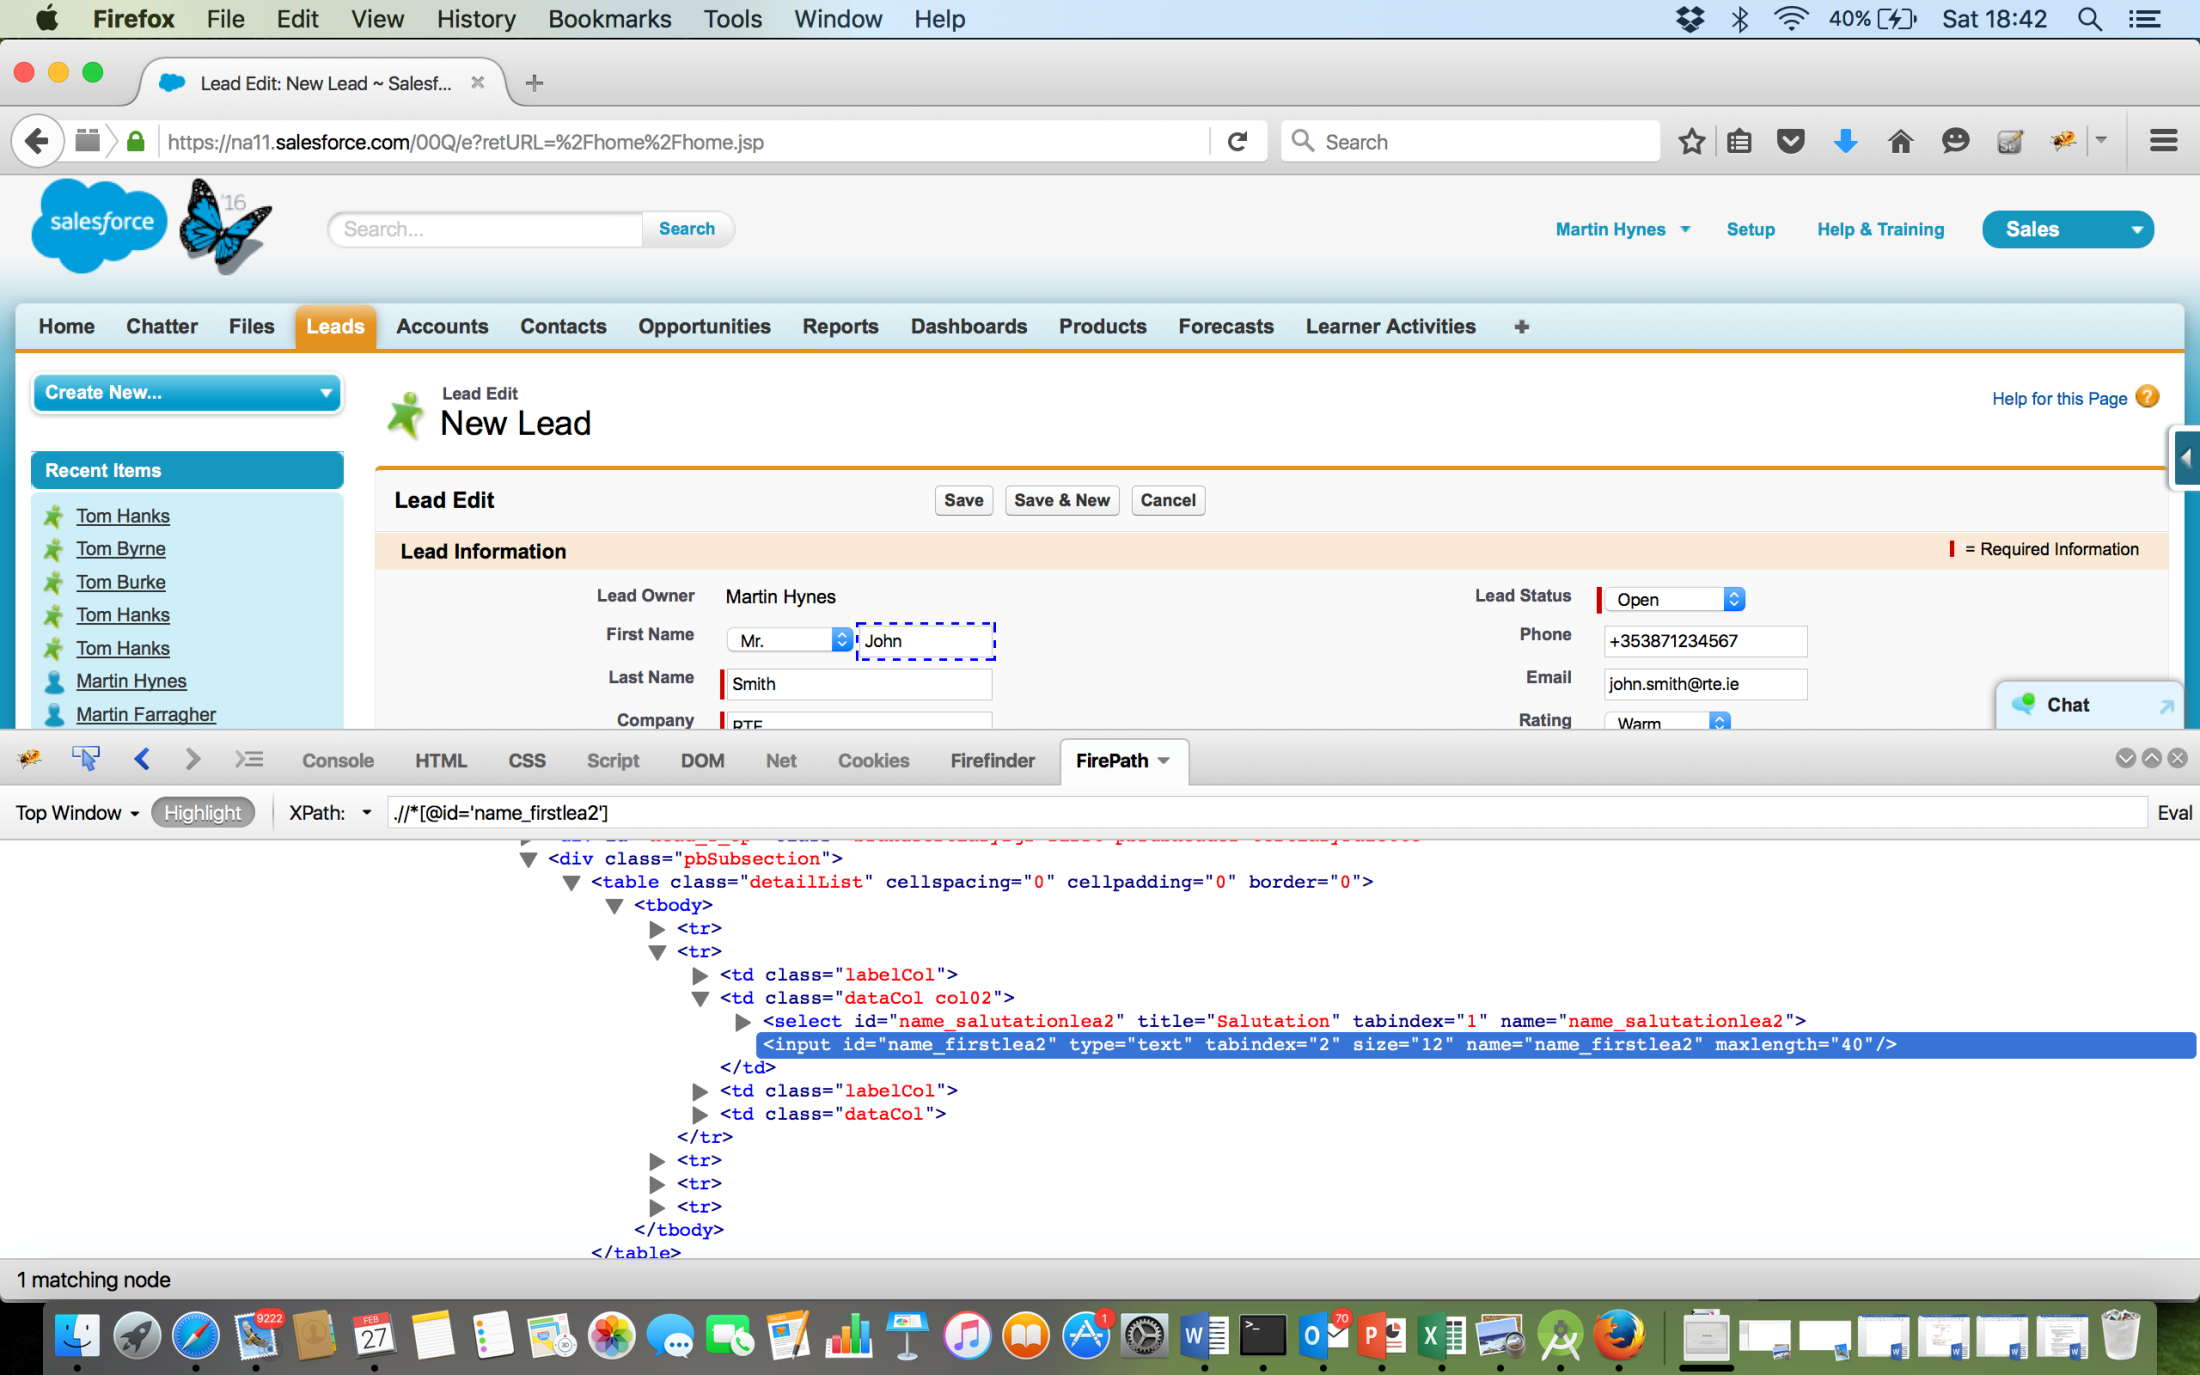 Firefox File Edit View History Bookmarks Tools Window Help 40% Sat 18:42
Lead Edit: New Lead ~ Salesf...
https://na11.salesforce.com/00Q/e?retURL=%2Fhome%2Fhome.jsp Search
salesforce '16 Search... Search Martin Hynes Setup Help & Training Sales
Home Chatter Files Leads Accounts Contacts Opportunities Reports Dashboards Products Forecasts Learner Activities
Create New...
Lead Edit
New Lead
Help for this Page
Recent Items
Tom Hanks
Tom Byrne
Tom Burke
Tom Hanks
Tom Hanks
Martin Hynes
Martin Farragher
Lead Edit Save Save & New Cancel
Lead Information = Required Information
Lead Owner Martin Hynes Lead Status Open
First Name Mr. John Phone +353871234567
Last Name Smith Email john.smith@rte.ie
Company RTE Rating Warm
Chat
Console HTML CSS Script DOM Net Cookies Firefinder FirePath
Top Window Highlight XPath: .//*[@id='name_firstlea2'] Eval
<div class="pbSubsection">
<table class="detailList" cellspacing="0" cellpadding="0" border="0">
<tbody>
<tr>
<tr>
<td class="labelCol">
<td class="dataCol col02">
<select id="name_salutationlea2" title="Salutation" tabindex="1" name="name_salutationlea2">
<input id="name_firstlea2" type="text" tabindex="2" size="12" name="name_firstlea2" maxlength="40"/>
</td>
<td class="labelCol">
<td class="dataCol">
</tr>
<tr>
<tr>
<tr>
</tbody>
</table>
1 matching node
9222 FEB 27 1 70